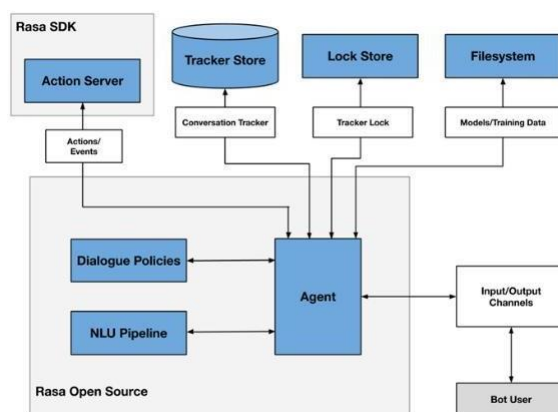 Rasa SDK
Action Server
Tracker Store
Lock Store
Filesystem
Actions/
Events
Conversation Tracker
Tracker Lock
Models/Training Data
Dialogue Policies
Agent
NLU Pipeline
Input/Output
Channels
Rasa Open Source
Bot User